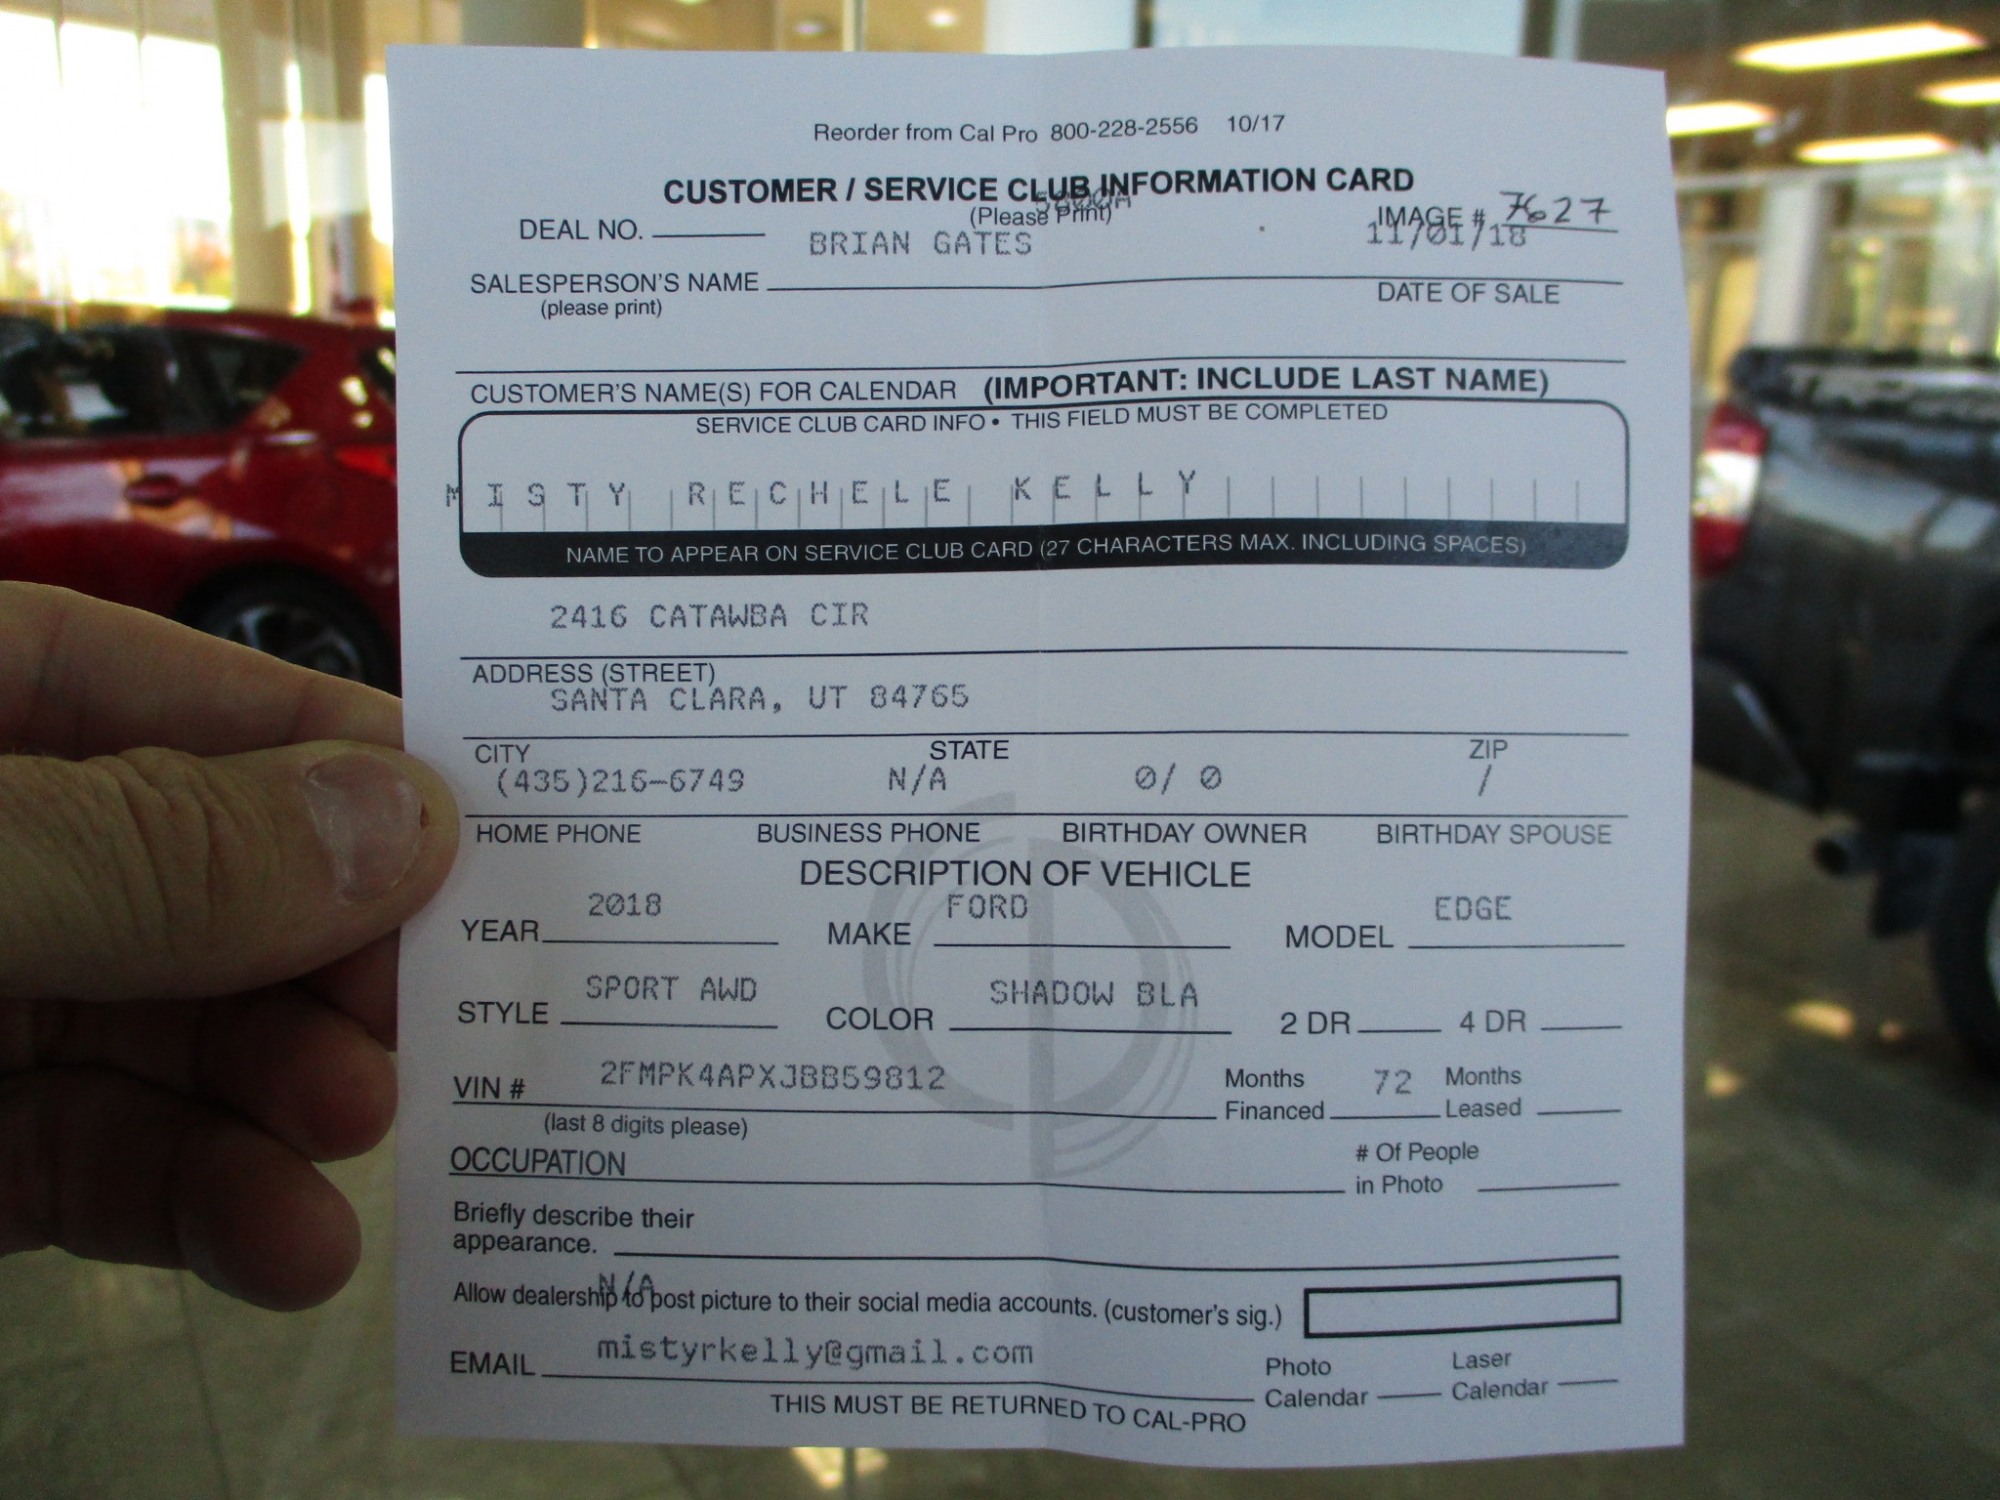 Reorder from Cal Pro 800-228-2556 10/17
CUSTOMER / SERVICE CLUB INFORMATION CARD
(Please Print)
DEAL NO. IMAGE # 7627
BRIAN GATES 11/01/18
SALESPERSON'S NAME DATE OF SALE
(please print)
CUSTOMER'S NAME(S) FOR CALENDAR (IMPORTANT: INCLUDE LAST NAME)
SERVICE CLUB CARD INFO • THIS FIELD MUST BE COMPLETED
MISTY RECHELE KELLY
NAME TO APPEAR ON SERVICE CLUB CARD (27 CHARACTERS MAX. INCLUDING SPACES)
2416 CATAWBA CIR
ADDRESS (STREET)
SANTA CLARA, UT 84765
CITY STATE ZIP
(435)216-6749 N/A 0/ 0 /
HOME PHONE BUSINESS PHONE BIRTHDAY OWNER BIRTHDAY SPOUSE
DESCRIPTION OF VEHICLE
YEAR 2018 MAKE FORD MODEL EDGE
STYLE SPORT AWD COLOR SHADOW BLA 2 DR 4 DR
VIN # 2FMPK4APXJBB59812 Months Financed 72 Months Leased
(last 8 digits please)
OCCUPATION # Of People in Photo
Briefly describe their
appearance.
N/A
Allow dealership to post picture to their social media accounts. (customer's sig.)
EMAIL mistyrkelly@gmail.com Photo Calendar Laser Calendar
THIS MUST BE RETURNED TO CAL-PRO